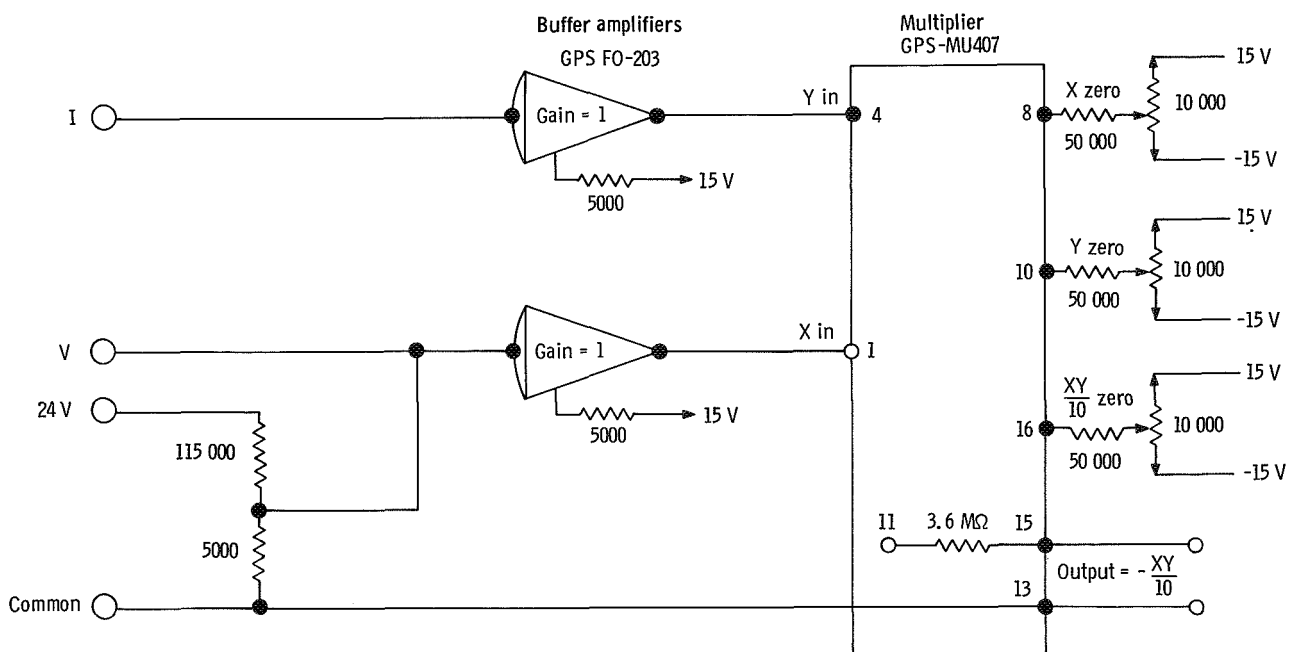 Buffer amplifiers
GPS FO-203
Multiplier
GPS-MU407
I
Gain = 1
Y in
4
5000
15 V
8
X zero
50 000
15 V
10 000
-15 V
10
Y zero
50 000
15 V
10 000
-15 V
V
Gain = 1
X in
1
5000
15 V
24 V
115 000
5000
16
XY
10
zero
50 000
15 V
10 000
-15 V
11
3.6 MΩ
15
Output = - XY
10
13
Common